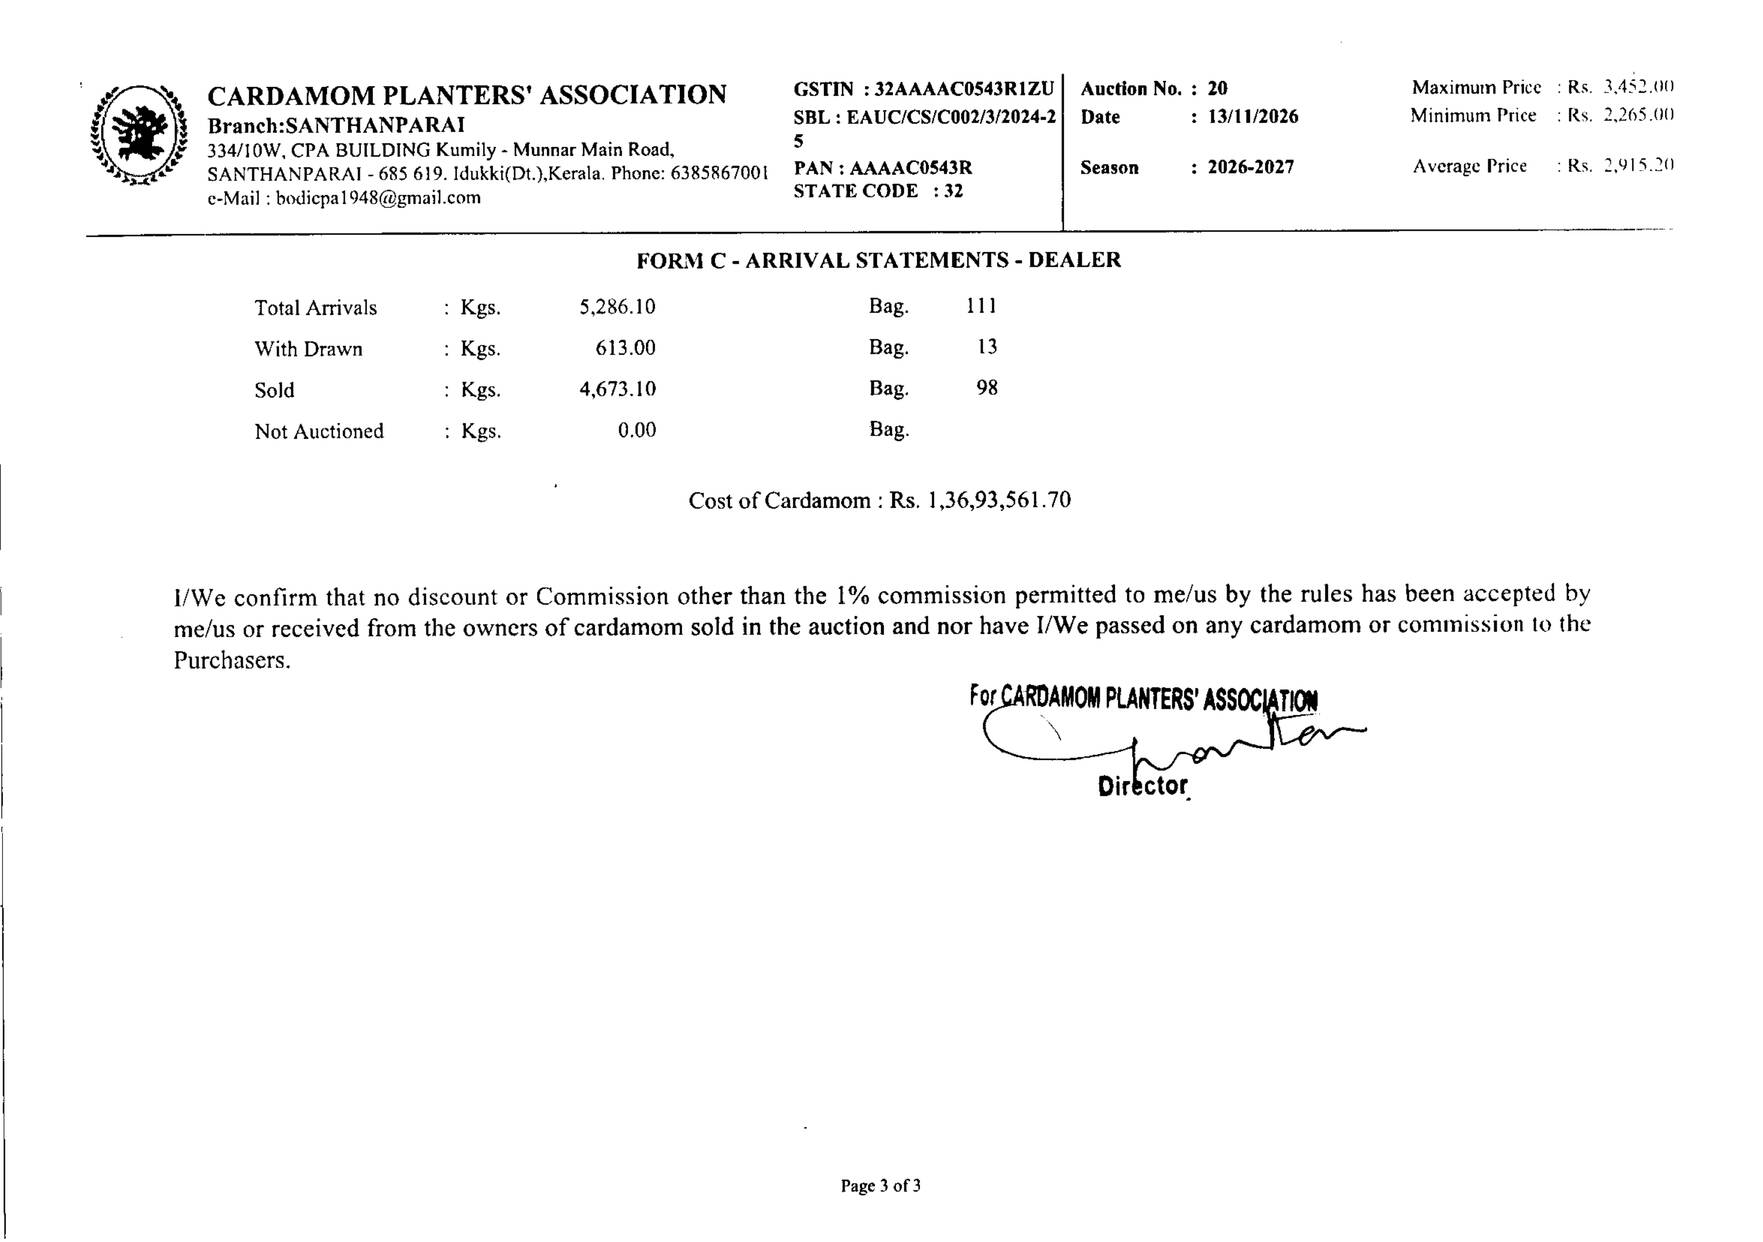 CARDAMOM PLANTERS' ASSOCIATION
Branch:SANTHANPARAI
334/10W, CPA BUILDING Kumily - Munnar Main Road,
SANTHANPARAI - 685 619. Idukki(Dt.),Kerala. Phone: 6385867001
e-Mail : bodicpa1948@gmail.com
GSTIN : 32AAAAC0543R1ZU
SBL : EAUC/CS/C002/3/2024-2
5
PAN : AAAAC0543R
STATE CODE : 32
Auction No. : 20
Date : 13/11/2026
Season : 2026-2027
Maximum Price : Rs. 3,452.00
Minimum Price : Rs. 2,265.00
Average Price : Rs. 2,915.20
FORM C - ARRIVAL STATEMENTS - DEALER
Total Arrivals : Kgs. 5,286.10 Bag. 111
With Drawn : Kgs. 613.00 Bag. 13
Sold : Kgs. 4,673.10 Bag. 98
Not Auctioned : Kgs. 0.00 Bag.
Cost of Cardamom : Rs. 1,36,93,561.70
I/We confirm that no discount or Commission other than the 1% commission permitted to me/us by the rules has been accepted by
me/us or received from the owners of cardamom sold in the auction and nor have I/We passed on any cardamom or commission to the
Purchasers.
For CARDAMOM PLANTERS' ASSOCIATION
Director
Page 3 of 3